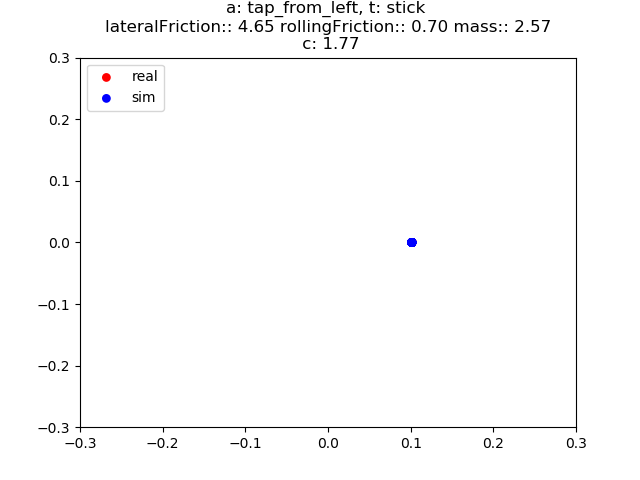 a: tap_from_left, t: stick
lateralFriction:: 4.65 rollingFriction:: 0.70 mass:: 2.57
c: 1.77
real
sim
0.3
0.2
0.1
0.0
−0.1
−0.2
−0.3
−0.3
−0.2
−0.1
0.0
0.1
0.2
0.3